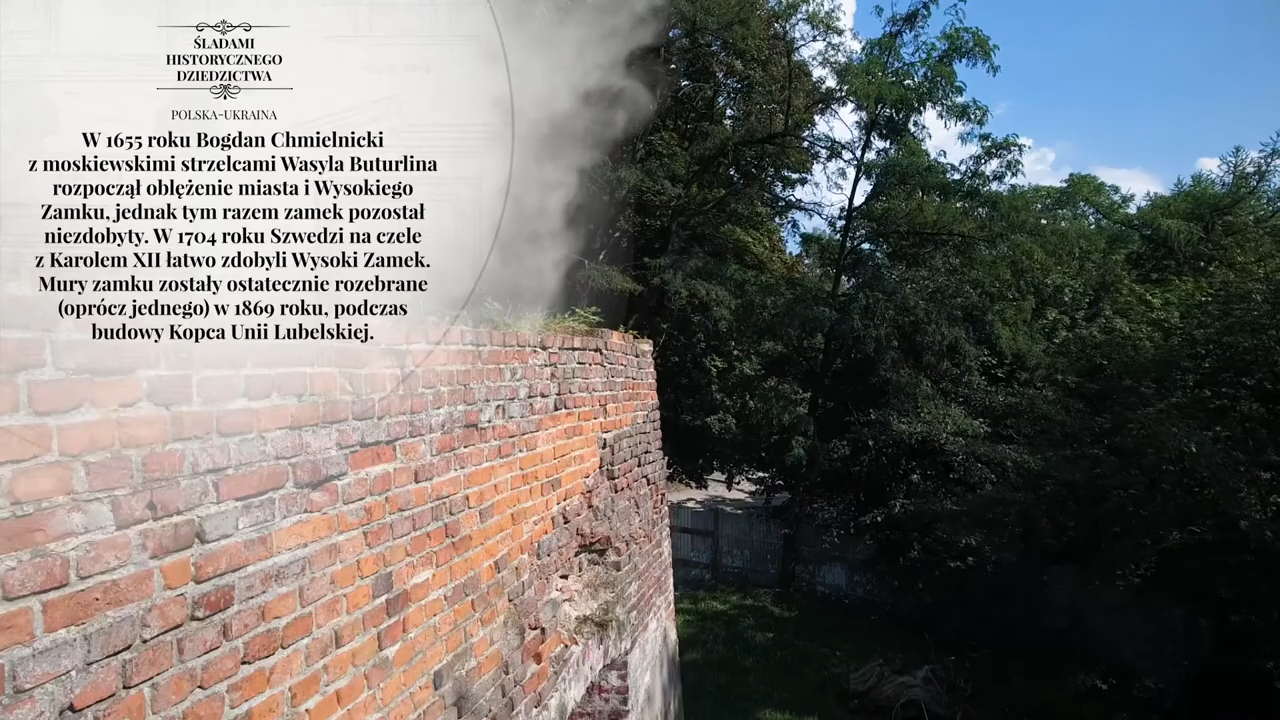 ŚLADAMI
HISTORYCZNEGO
DZIEDZICTWA
POLSKA-UKRAINA
W 1655 roku Bogdan Chmielnicki
z moskiewskimi strzelcami Wasyla Buturlina
rozpoczął oblężenie miasta i Wysokiego
Zamku, jednak tym razem zamek pozostał
niezdobyty. W 1704 roku Szwedzi na czele
z Karolem XII łatwo zdobyli Wysoki Zamek.
Mury zamku zostały ostatecznie rozebrane
(oprócz jednego) w 1869 roku, podczas
budowy Kopca Unii Lubelskiej.